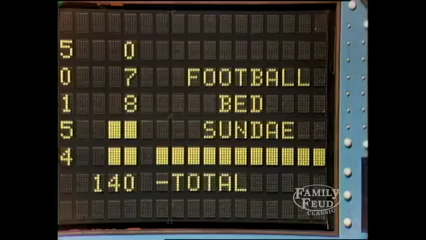 5 0
0 7 FOOTBALL
1 8 BED
5 SUNDAE
4
140 -TOTAL
FAMILY
FEUD
CLASSIC